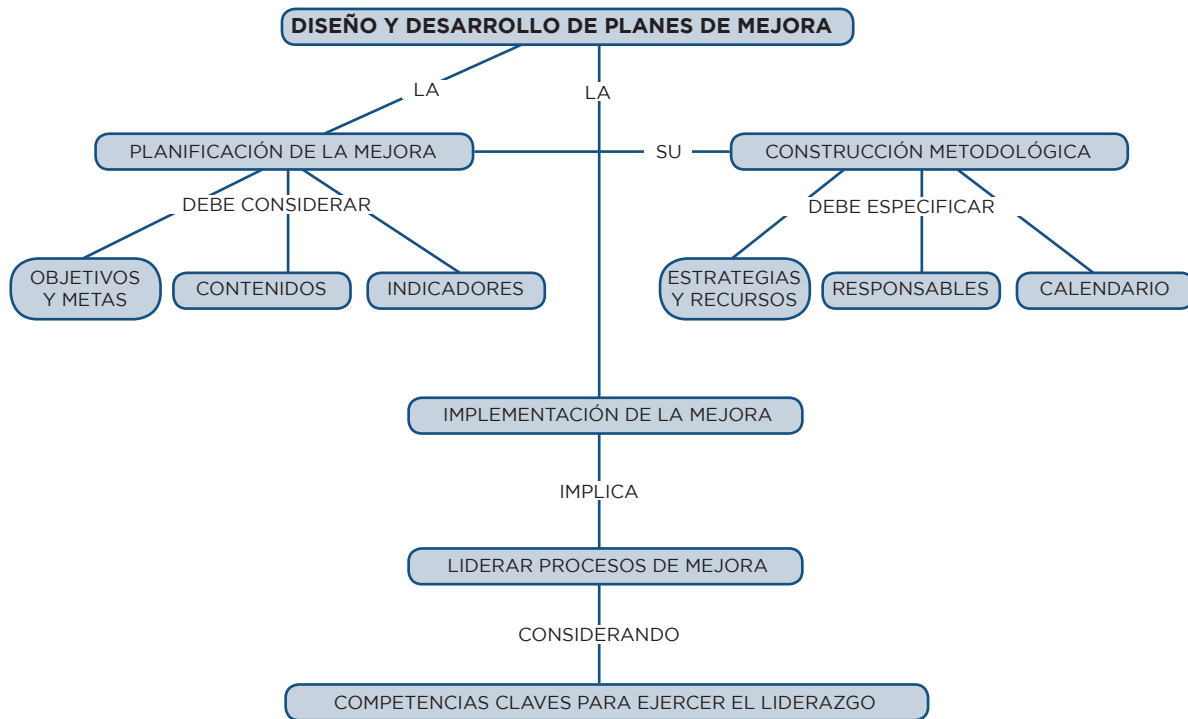 DISEÑO Y DESARROLLO DE PLANES DE MEJORA
LA
LA
PLANIFICACIÓN DE LA MEJORA
SU
CONSTRUCCIÓN METODOLÓGICA
DEBE CONSIDERAR
DEBE ESPECIFICAR
OBJETIVOS
Y METAS
CONTENIDOS
INDICADORES
ESTRATEGIAS
Y RECURSOS
RESPONSABLES
CALENDARIO
IMPLEMENTACIÓN DE LA MEJORA
IMPLICA
LIDERAR PROCESOS DE MEJORA
CONSIDERANDO
COMPETENCIAS CLAVES PARA EJERCER EL LIDERAZGO